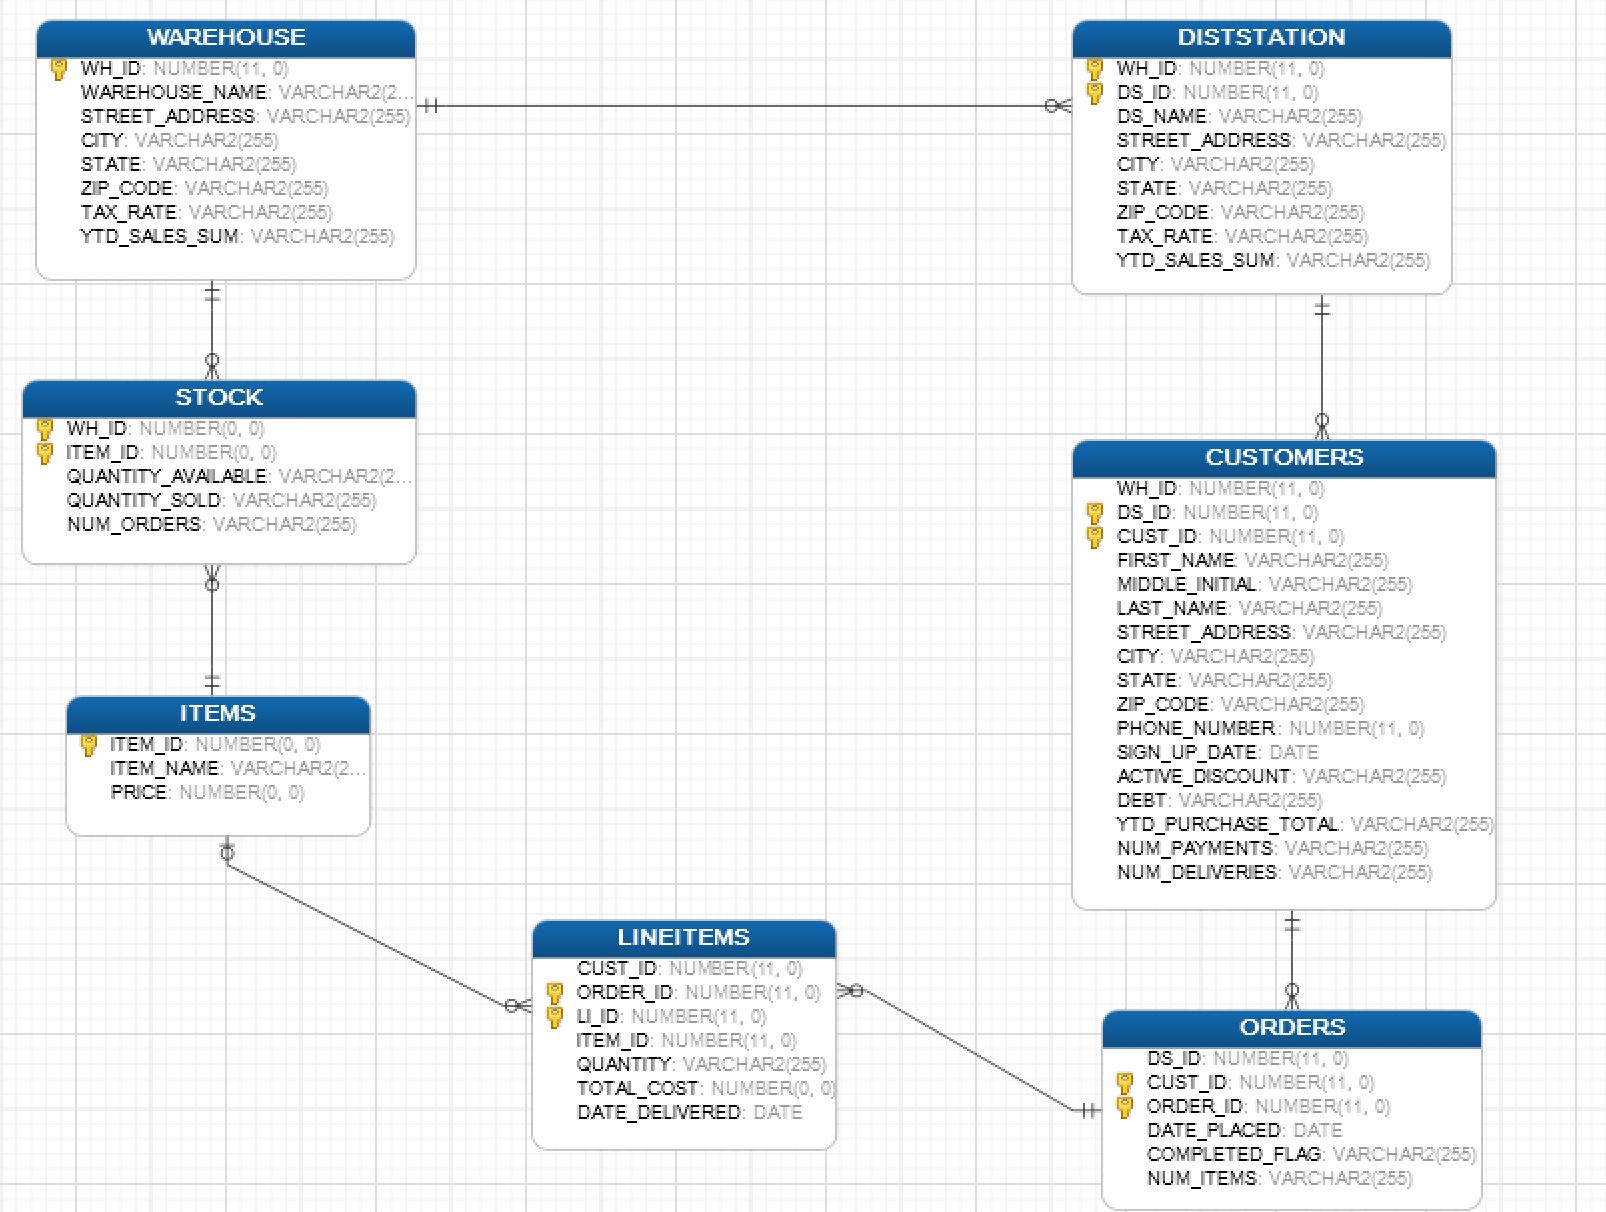 WAREHOUSE
WH_ID: NUMBER(11, 0)
WAREHOUSE_NAME: VARCHAR2(2...
STREET_ADDRESS: VARCHAR2(255)
CITY: VARCHAR2(255)
STATE: VARCHAR2(255)
ZIP_CODE: VARCHAR2(255)
TAX_RATE: VARCHAR2(255)
YTD_SALES_SUM: VARCHAR2(255)
DISTSTATION
WH_ID: NUMBER(11, 0)
DS_ID: NUMBER(11, 0)
DS_NAME: VARCHAR2(255)
STREET_ADDRESS: VARCHAR2(255)
CITY: VARCHAR2(255)
STATE: VARCHAR2(255)
ZIP_CODE: VARCHAR2(255)
TAX_RATE: VARCHAR2(255)
YTD_SALES_SUM: VARCHAR2(255)
STOCK
WH_ID: NUMBER(0, 0)
ITEM_ID: NUMBER(0, 0)
QUANTITY_AVAILABLE: VARCHAR2(2...
QUANTITY_SOLD: VARCHAR2(255)
NUM_ORDERS: VARCHAR2(255)
CUSTOMERS
WH_ID: NUMBER(11, 0)
DS_ID: NUMBER(11, 0)
CUST_ID: NUMBER(11, 0)
FIRST_NAME: VARCHAR2(255)
MIDDLE_INITIAL: VARCHAR2(255)
LAST_NAME: VARCHAR2(255)
STREET_ADDRESS: VARCHAR2(255)
CITY: VARCHAR2(255)
STATE: VARCHAR2(255)
ZIP_CODE: VARCHAR2(255)
PHONE_NUMBER: NUMBER(11, 0)
SIGN_UP_DATE: DATE
ACTIVE_DISCOUNT: VARCHAR2(255)
DEBT: VARCHAR2(255)
YTD_PURCHASE_TOTAL: VARCHAR2(255)
NUM_PAYMENTS: VARCHAR2(255)
NUM_DELIVERIES: VARCHAR2(255)
ITEMS
ITEM_ID: NUMBER(0, 0)
ITEM_NAME: VARCHAR2(2...
PRICE: NUMBER(0, 0)
LINEITEMS
CUST_ID: NUMBER(11, 0)
ORDER_ID: NUMBER(11, 0)
LI_ID: NUMBER(11, 0)
ITEM_ID: NUMBER(11, 0)
QUANTITY: VARCHAR2(255)
TOTAL_COST: NUMBER(0, 0)
DATE_DELIVERED: DATE
ORDERS
DS_ID: NUMBER(11, 0)
CUST_ID: NUMBER(11, 0)
ORDER_ID: NUMBER(11, 0)
DATE_PLACED: DATE
COMPLETED_FLAG: VARCHAR2(255)
NUM_ITEMS: VARCHAR2(255)